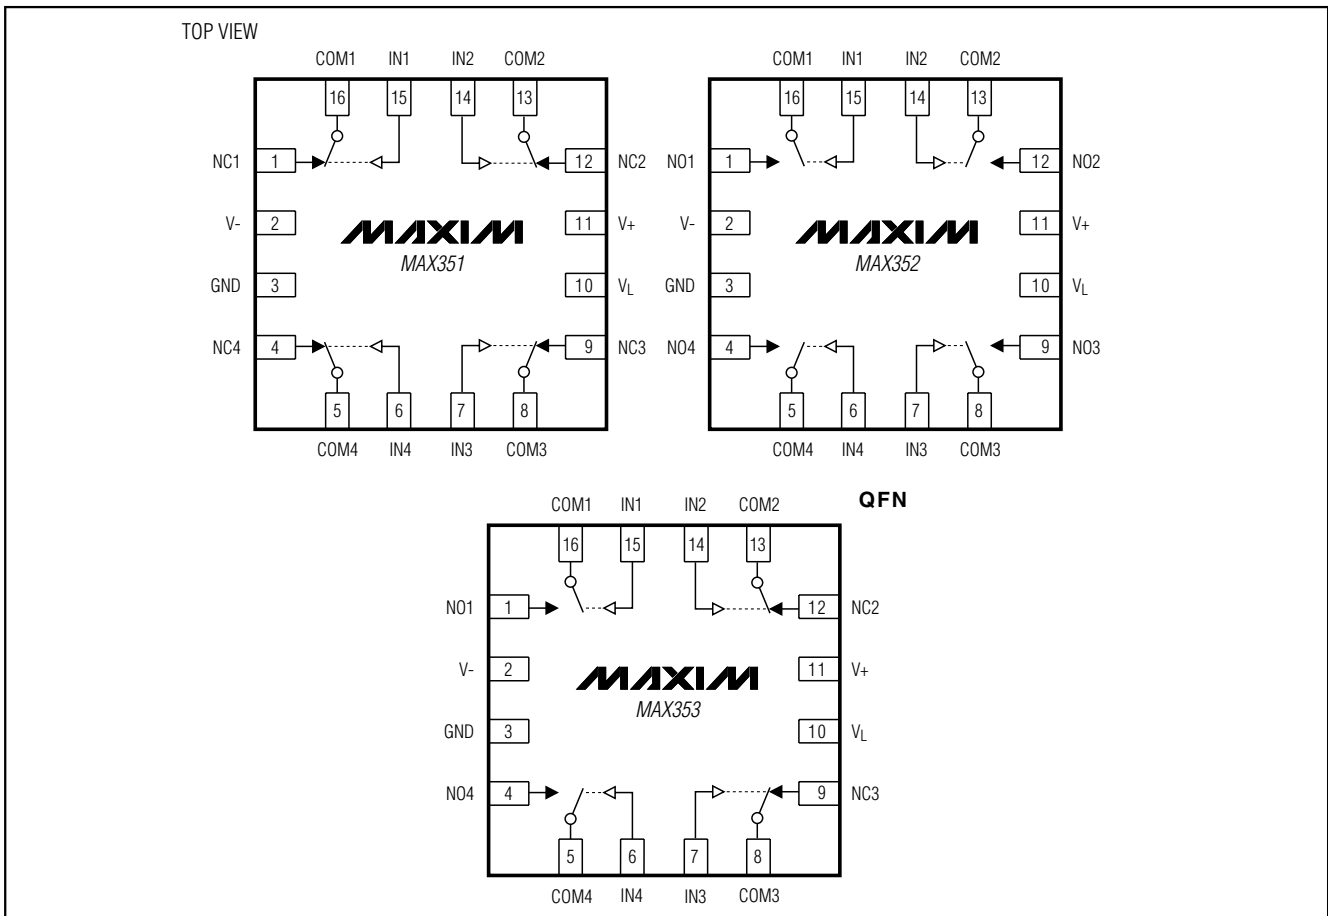 TOP VIEW
COM1 IN1 IN2 COM2
16 15 14 13
NC1 1 12 NC2
V- 2 11 V+
MAXIM
MAX351
GND 3 10 VL
NC4 4 9 NC3
5 6 7 8
COM4 IN4 IN3 COM3
COM1 IN1 IN2 COM2
16 15 14 13
NO1 1 12 NO2
V- 2 11 V+
MAXIM
MAX352
GND 3 10 VL
NO4 4 9 NO3
5 6 7 8
COM4 IN4 IN3 COM3
QFN
COM1 IN1 IN2 COM2
16 15 14 13
NO1 1 12 NC2
V- 2 11 V+
MAXIM
MAX353
GND 3 10 VL
NO4 4 9 NC3
5 6 7 8
COM4 IN4 IN3 COM3